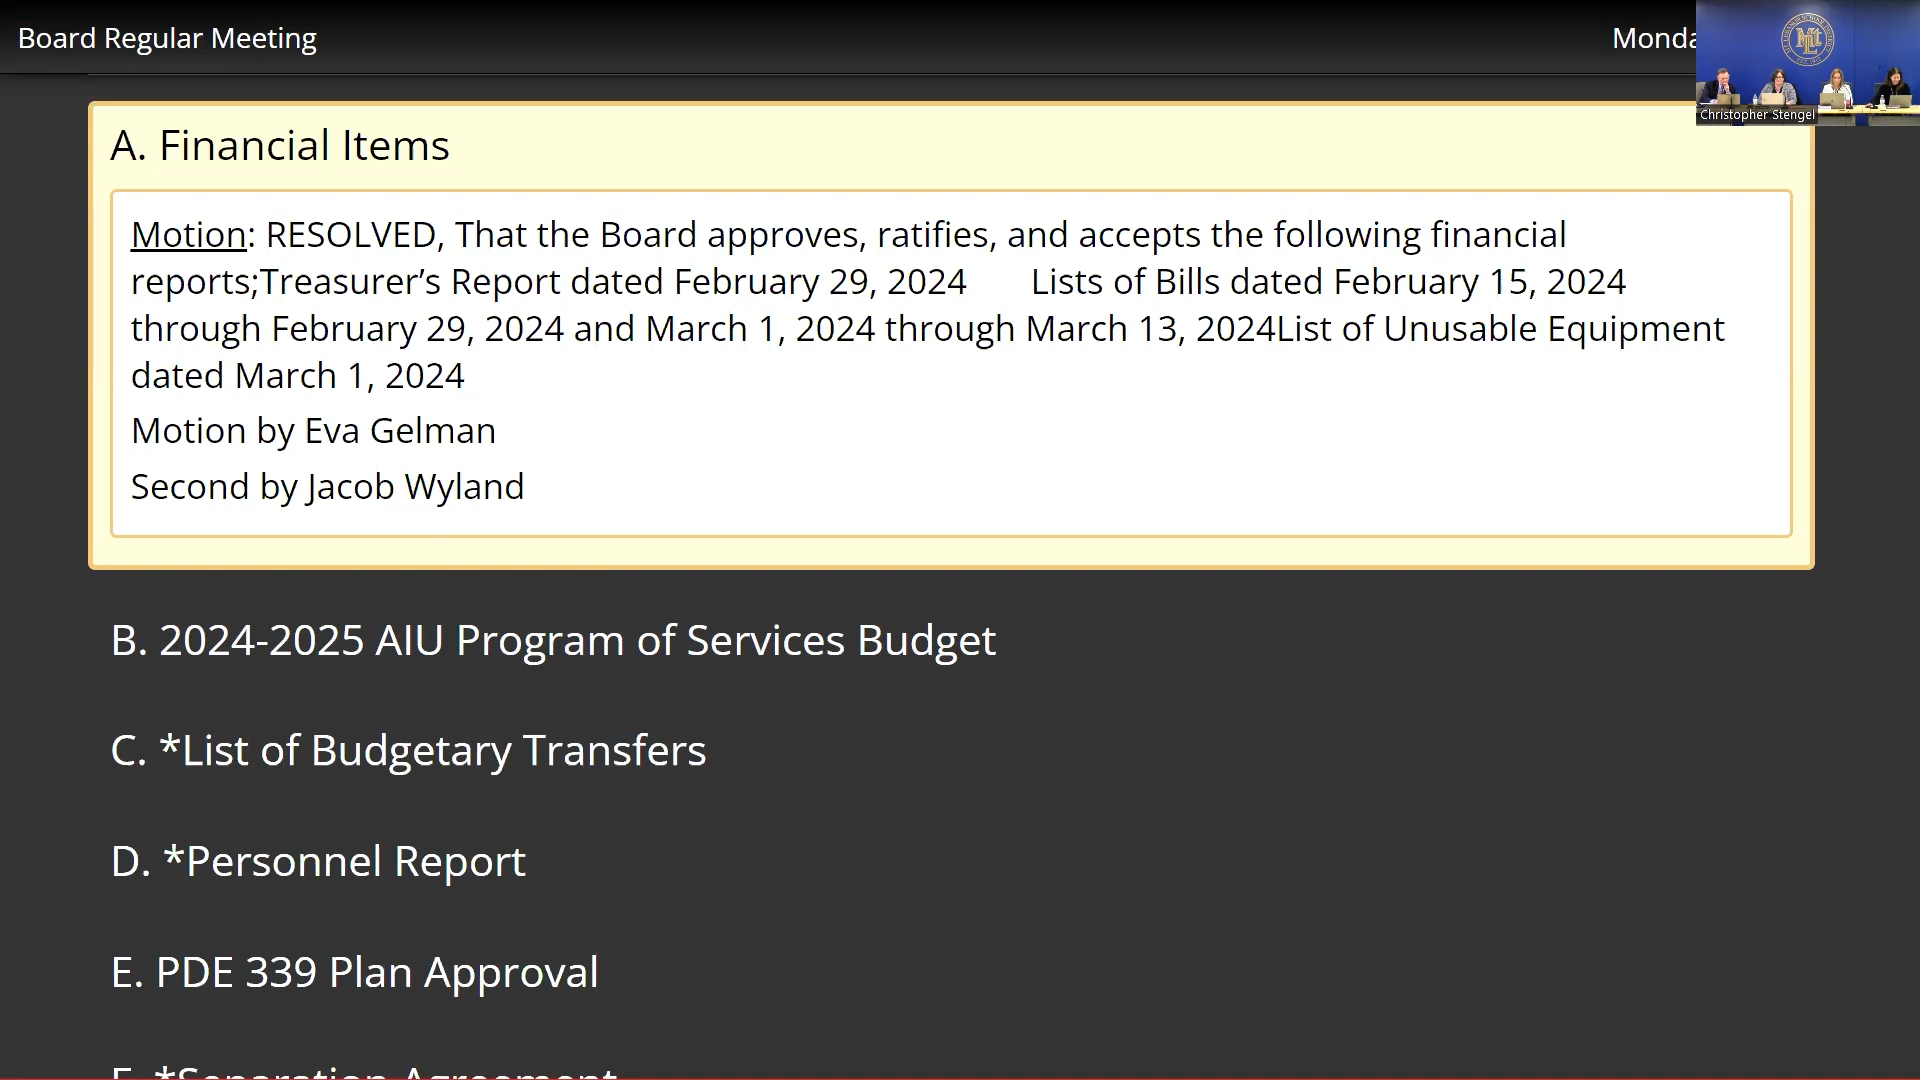 Board Regular Meeting
Monda
Christopher Stengel
A. Financial Items
Motion: RESOLVED, That the Board approves, ratifies, and accepts the following financial
reports;Treasurer’s Report dated February 29, 2024 Lists of Bills dated February 15, 2024
through February 29, 2024 and March 1, 2024 through March 13, 2024List of Unusable Equipment
dated March 1, 2024
Motion by Eva Gelman
Second by Jacob Wyland
B. 2024-2025 AIU Program of Services Budget
C. *List of Budgetary Transfers
D. *Personnel Report
E. PDE 339 Plan Approval
F. *Separation Agreement